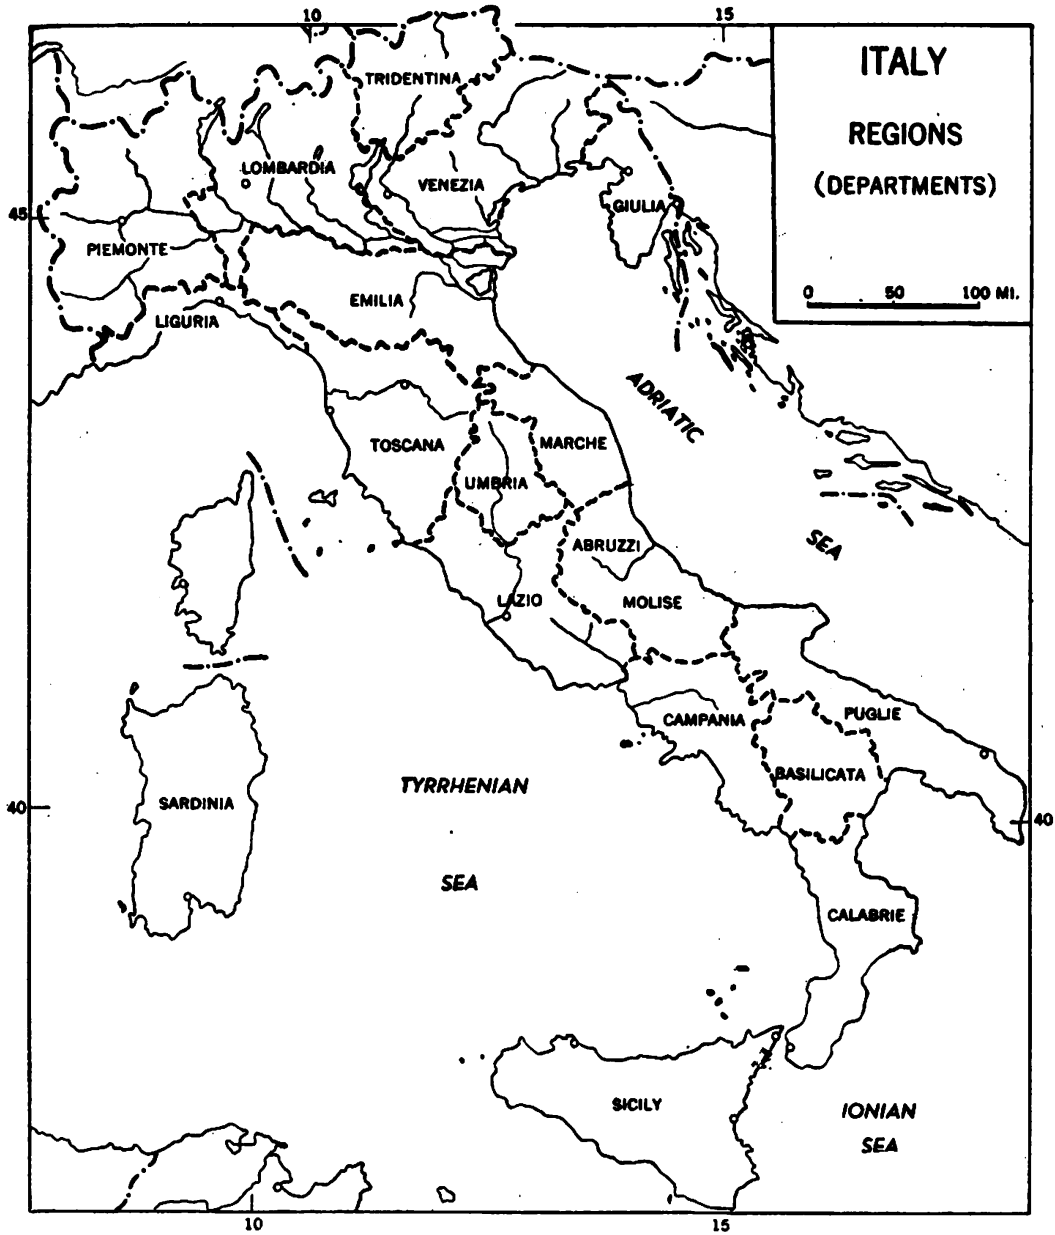 10
15
ITALY
REGIONS
(DEPARTMENTS)
0 50 100 MI.
TRIDENTINA
LOMBARDIA
VENEZIA
GIULIA
45
PIEMONTE
EMILIA
LIGURIA
ADRIATIC
SEA
TOSCANA
MARCHE
UMBRIA
ABRUZZI
LAZIO
MOLISE
CAMPANIA
PUGLIE
BASILICATA
TYRRHENIAN
SEA
SARDINIA
40
40
CALABRIE
SICILY
IONIAN
SEA
10
15